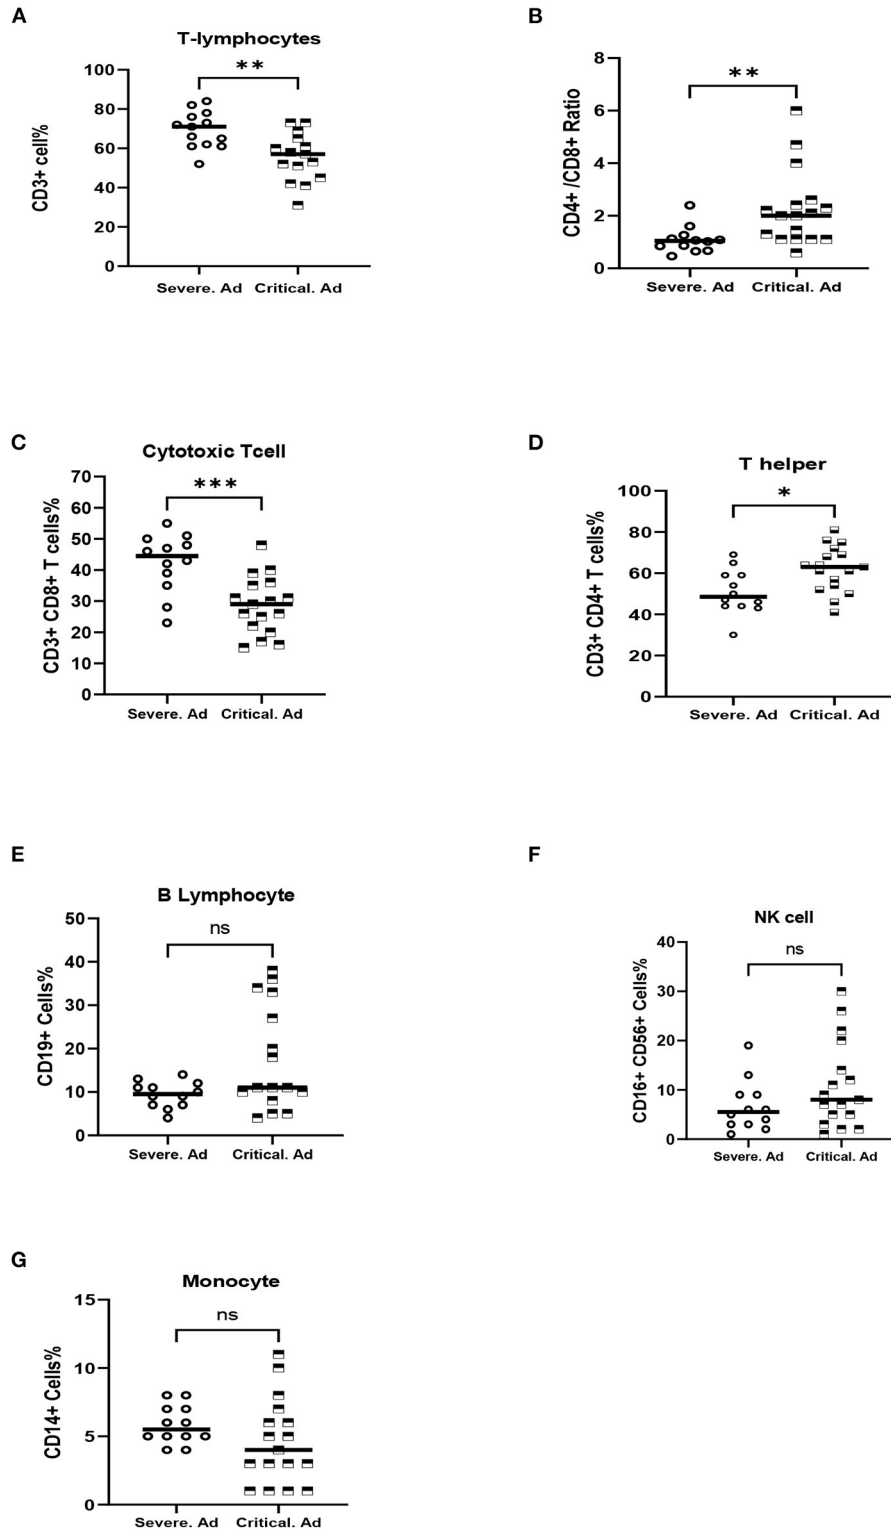 A
T-lymphocytes
**
CD3+ cell%
100
80
60
40
20
0
Severe. Ad Critical. Ad
B
**
CD4+ /CD8+ Ratio
8
6
4
2
0
Severe. Ad Critical. Ad
C
Cytotoxic Tcell
***
CD3+ CD8+ T cells%
70
60
50
40
30
20
10
0
Severe. Ad Critical. Ad
D
T helper
*
CD3+ CD4+ T cells%
100
80
60
40
20
0
Severe. Ad Critical. Ad
E
B Lymphocyte
ns
CD19+ Cells%
50
40
30
20
10
0
Severe. Ad Critical. Ad
F
NK cell
ns
CD16+ CD56+ Cells%
40
30
20
10
0
Severe. Ad Critical. Ad
G
Monocyte
ns
CD14+ Cells%
15
10
5
0
Severe. Ad Critical. Ad